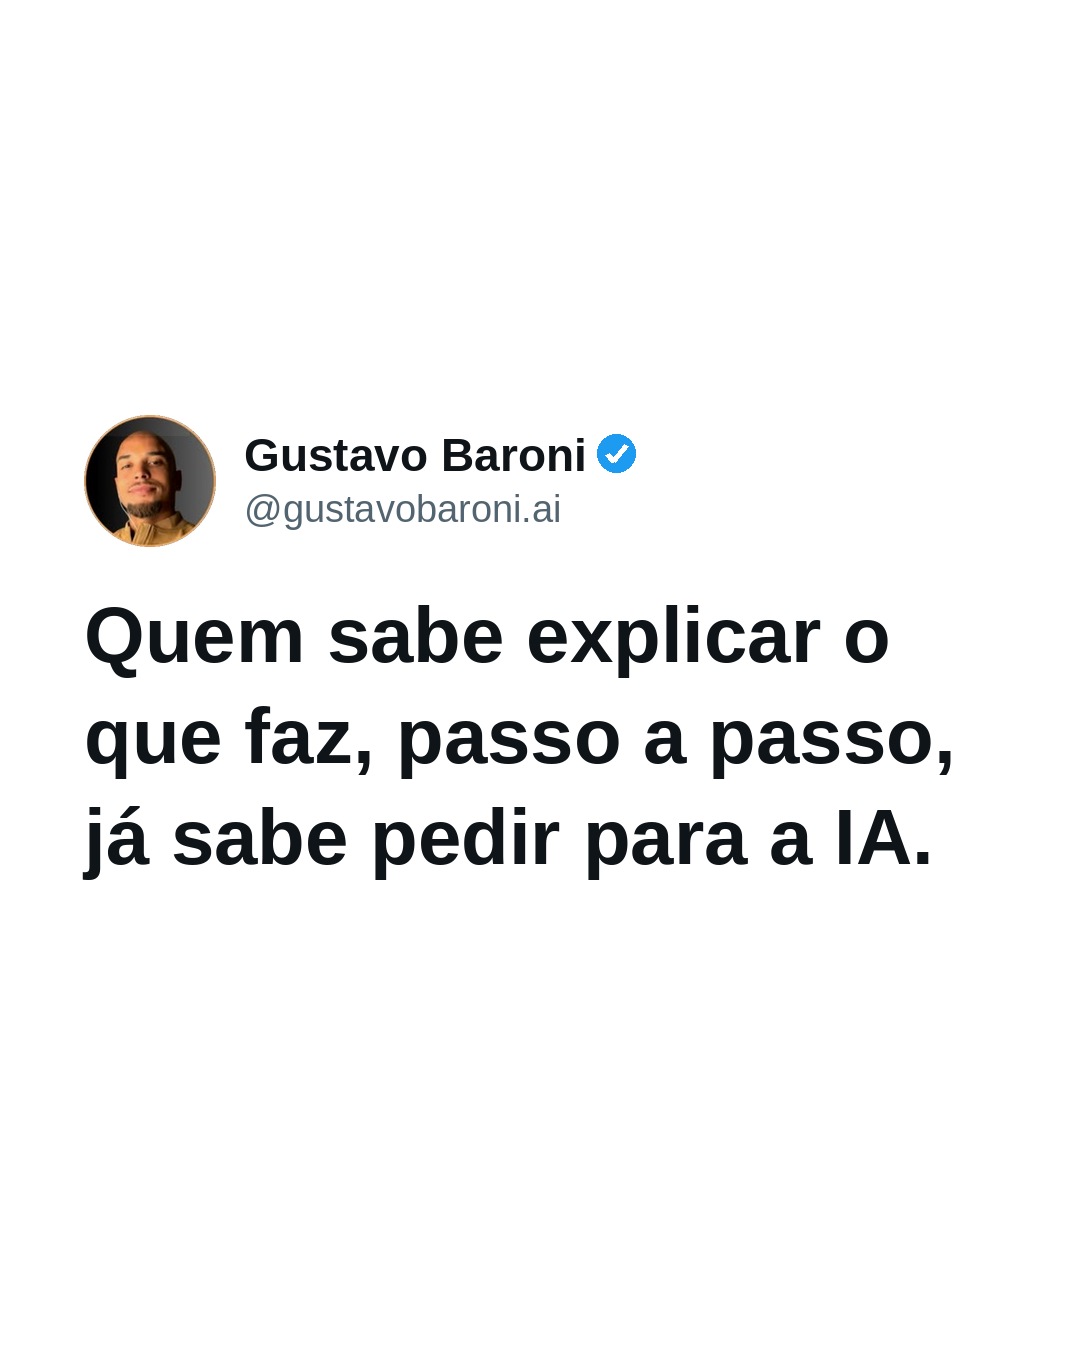 Gustavo Baroni
@gustavobaroni.ai
Quem sabe explicar o
que faz, passo a passo,
já sabe pedir para a IA.